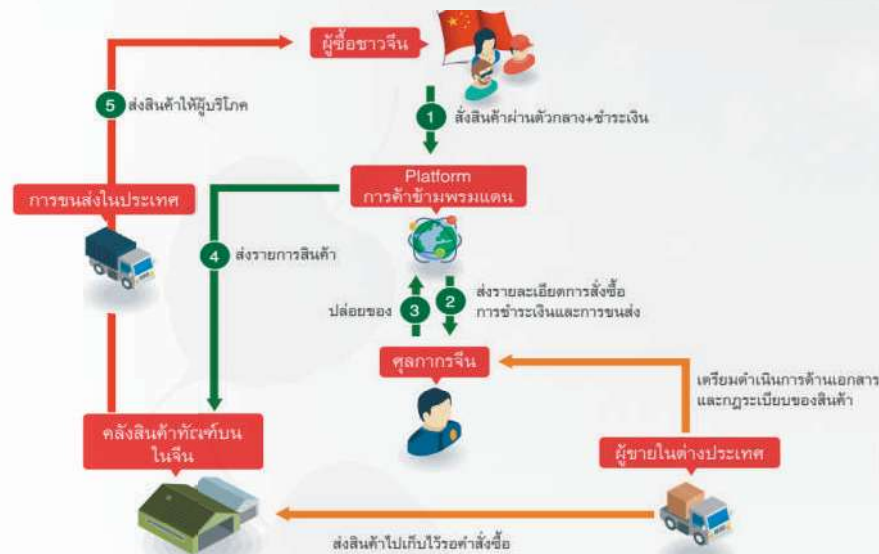 ผู้ซื้อชาวจีน
5 ส่งสินค้าให้ผู้บริโภค
1 สั่งสินค้าผ่านตัวกลาง+ชำระเงิน
Platform
การค้าข้ามพรมแดน
การขนส่งในประเทศ
4 ส่งรายการสินค้า
ปล่อยของ 3
2 ส่งรายละเอียดการสั่งซื้อ
การชำระเงินและการขนส่ง
ศุลกากรจีน
เตรียมดำเนินการด้านเอกสาร
และกฎระเบียบของสินค้า
คลังสินค้าทัณฑ์บน
ในจีน
ผู้ขายในต่างประเทศ
ส่งสินค้าไปเก็บไว้รอคำสั่งซื้อ